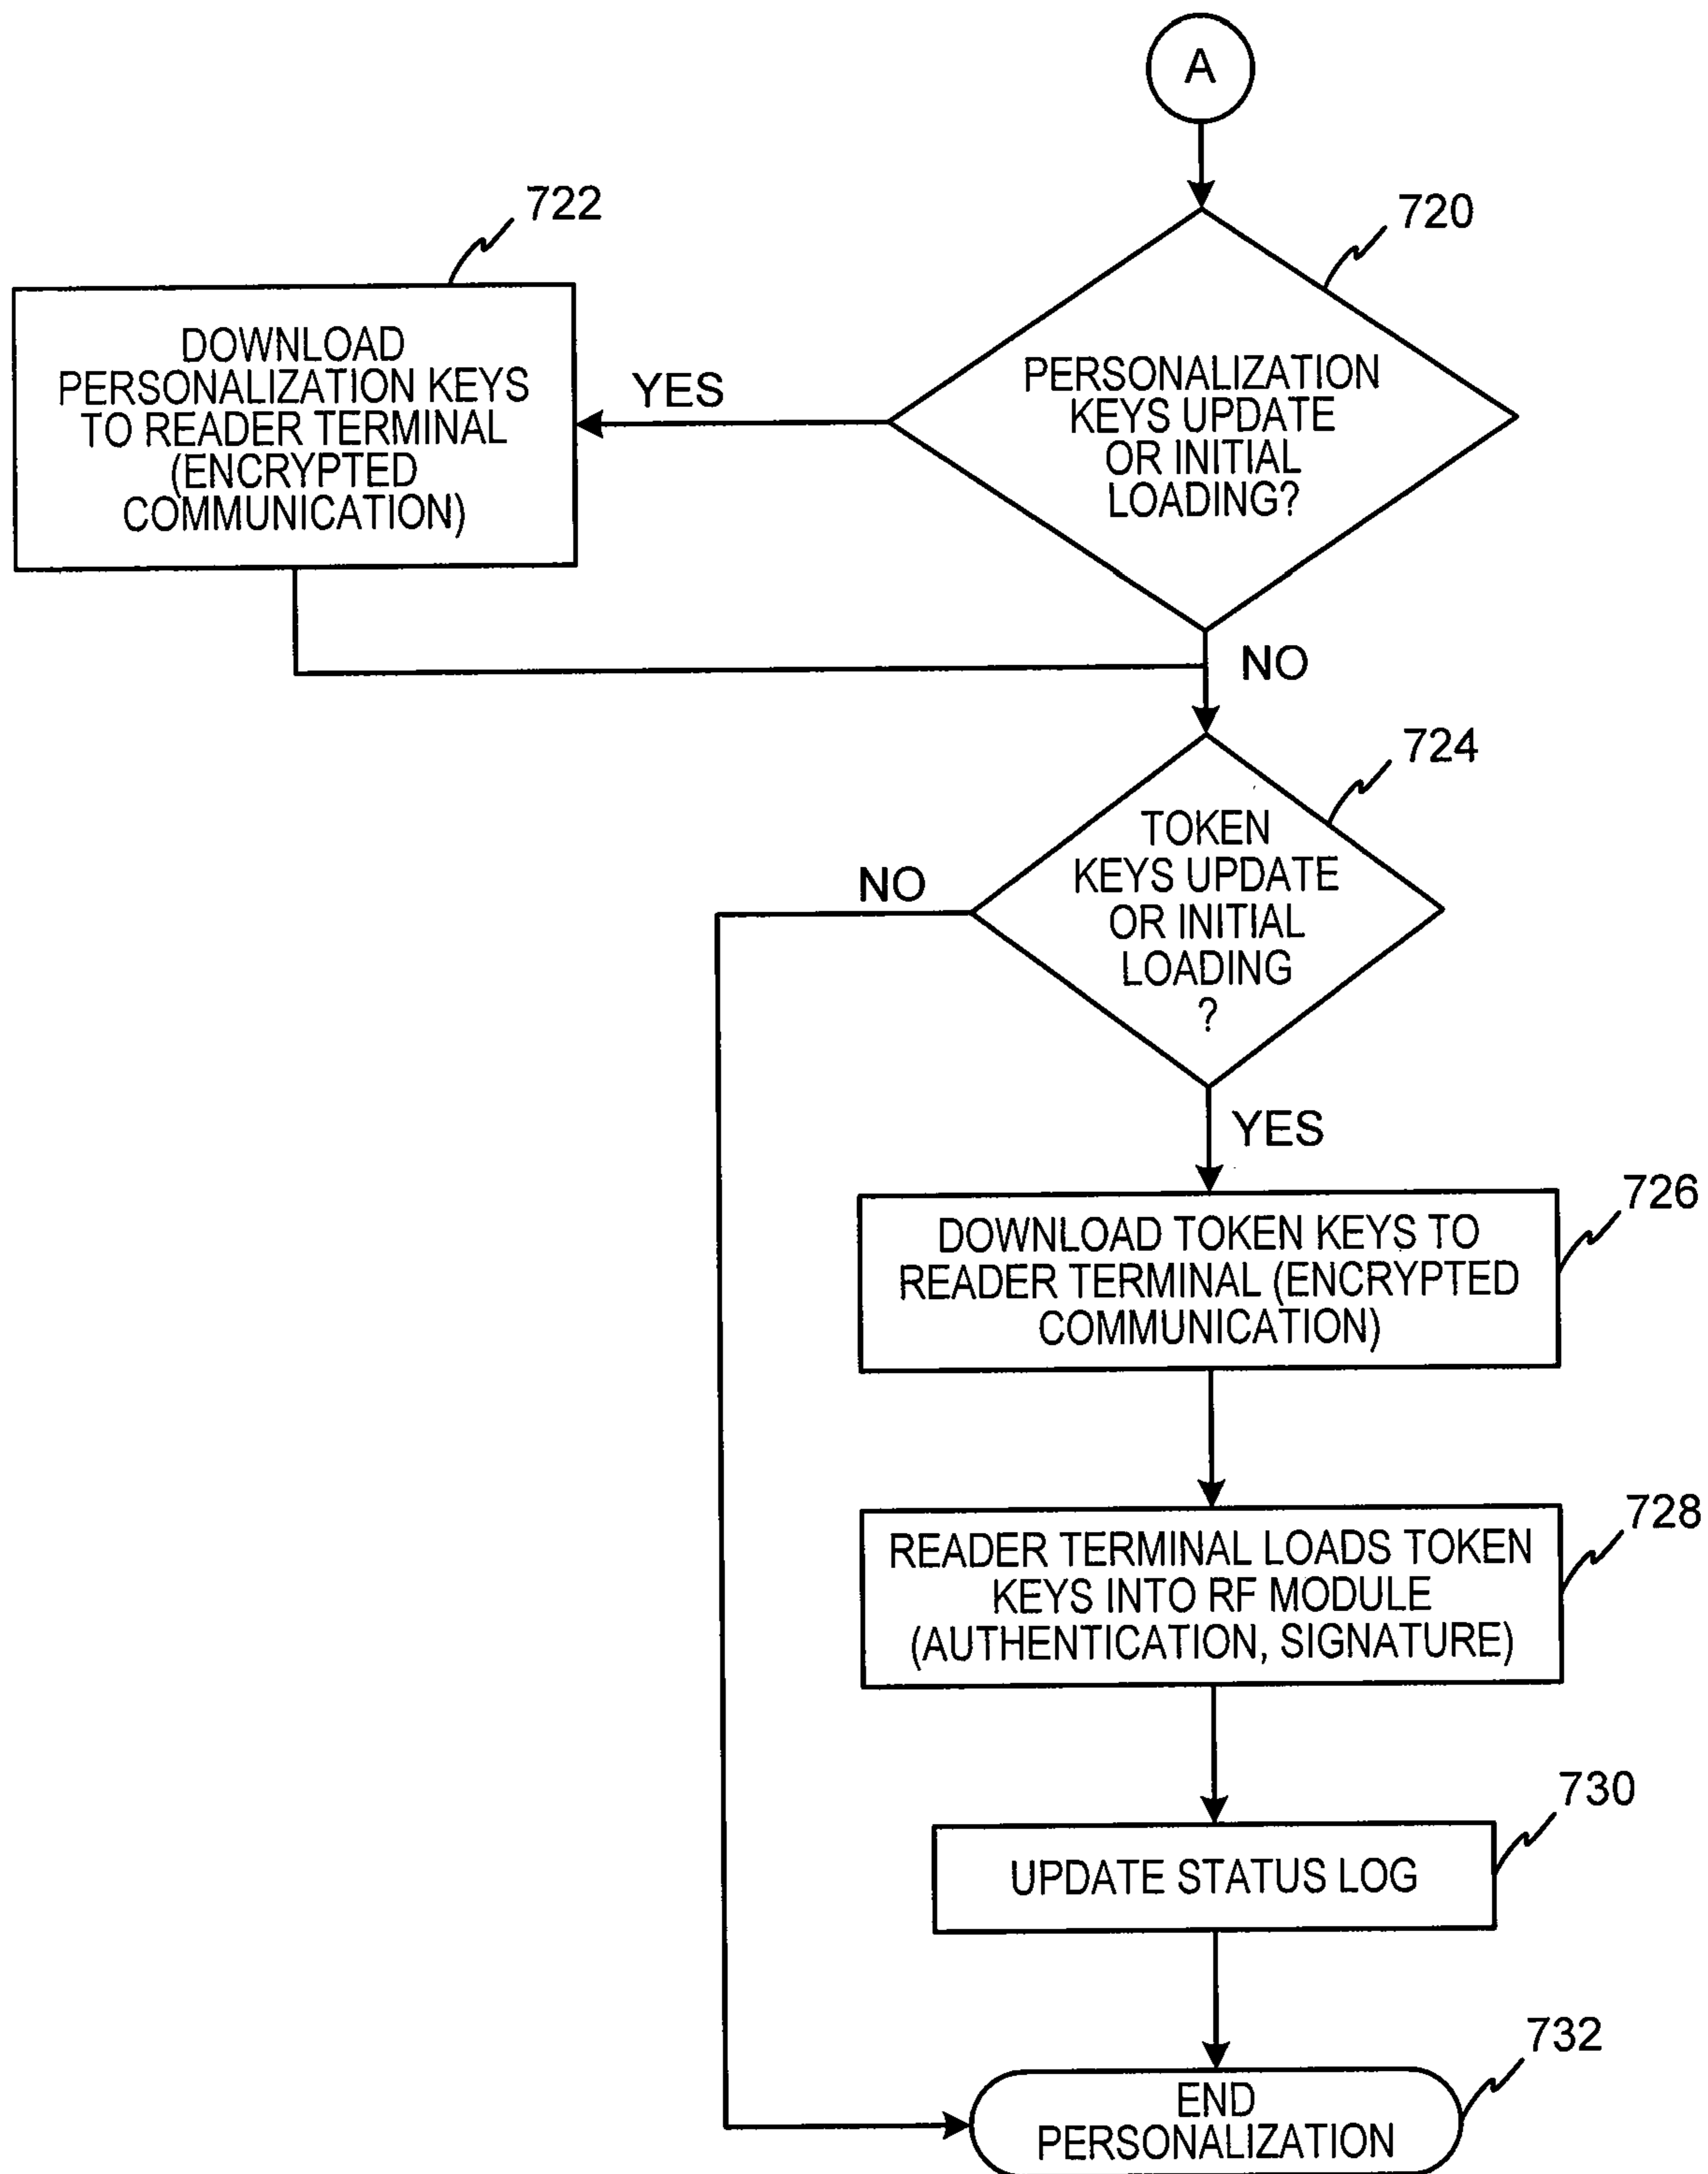 A
720
PERSONALIZATION
KEYS UPDATE
OR INITIAL
LOADING?
YES
722
DOWNLOAD
PERSONALIZATION KEYS
TO READER TERMINAL
(ENCRYPTED
COMMUNICATION)
NO
724
TOKEN
KEYS UPDATE
OR INITIAL
LOADING
?
NO
YES
726
DOWNLOAD TOKEN KEYS TO
READER TERMINAL (ENCRYPTED
COMMUNICATION)
728
READER TERMINAL LOADS TOKEN
KEYS INTO RF MODULE
(AUTHENTICATION, SIGNATURE)
730
UPDATE STATUS LOG
732
END
PERSONALIZATION